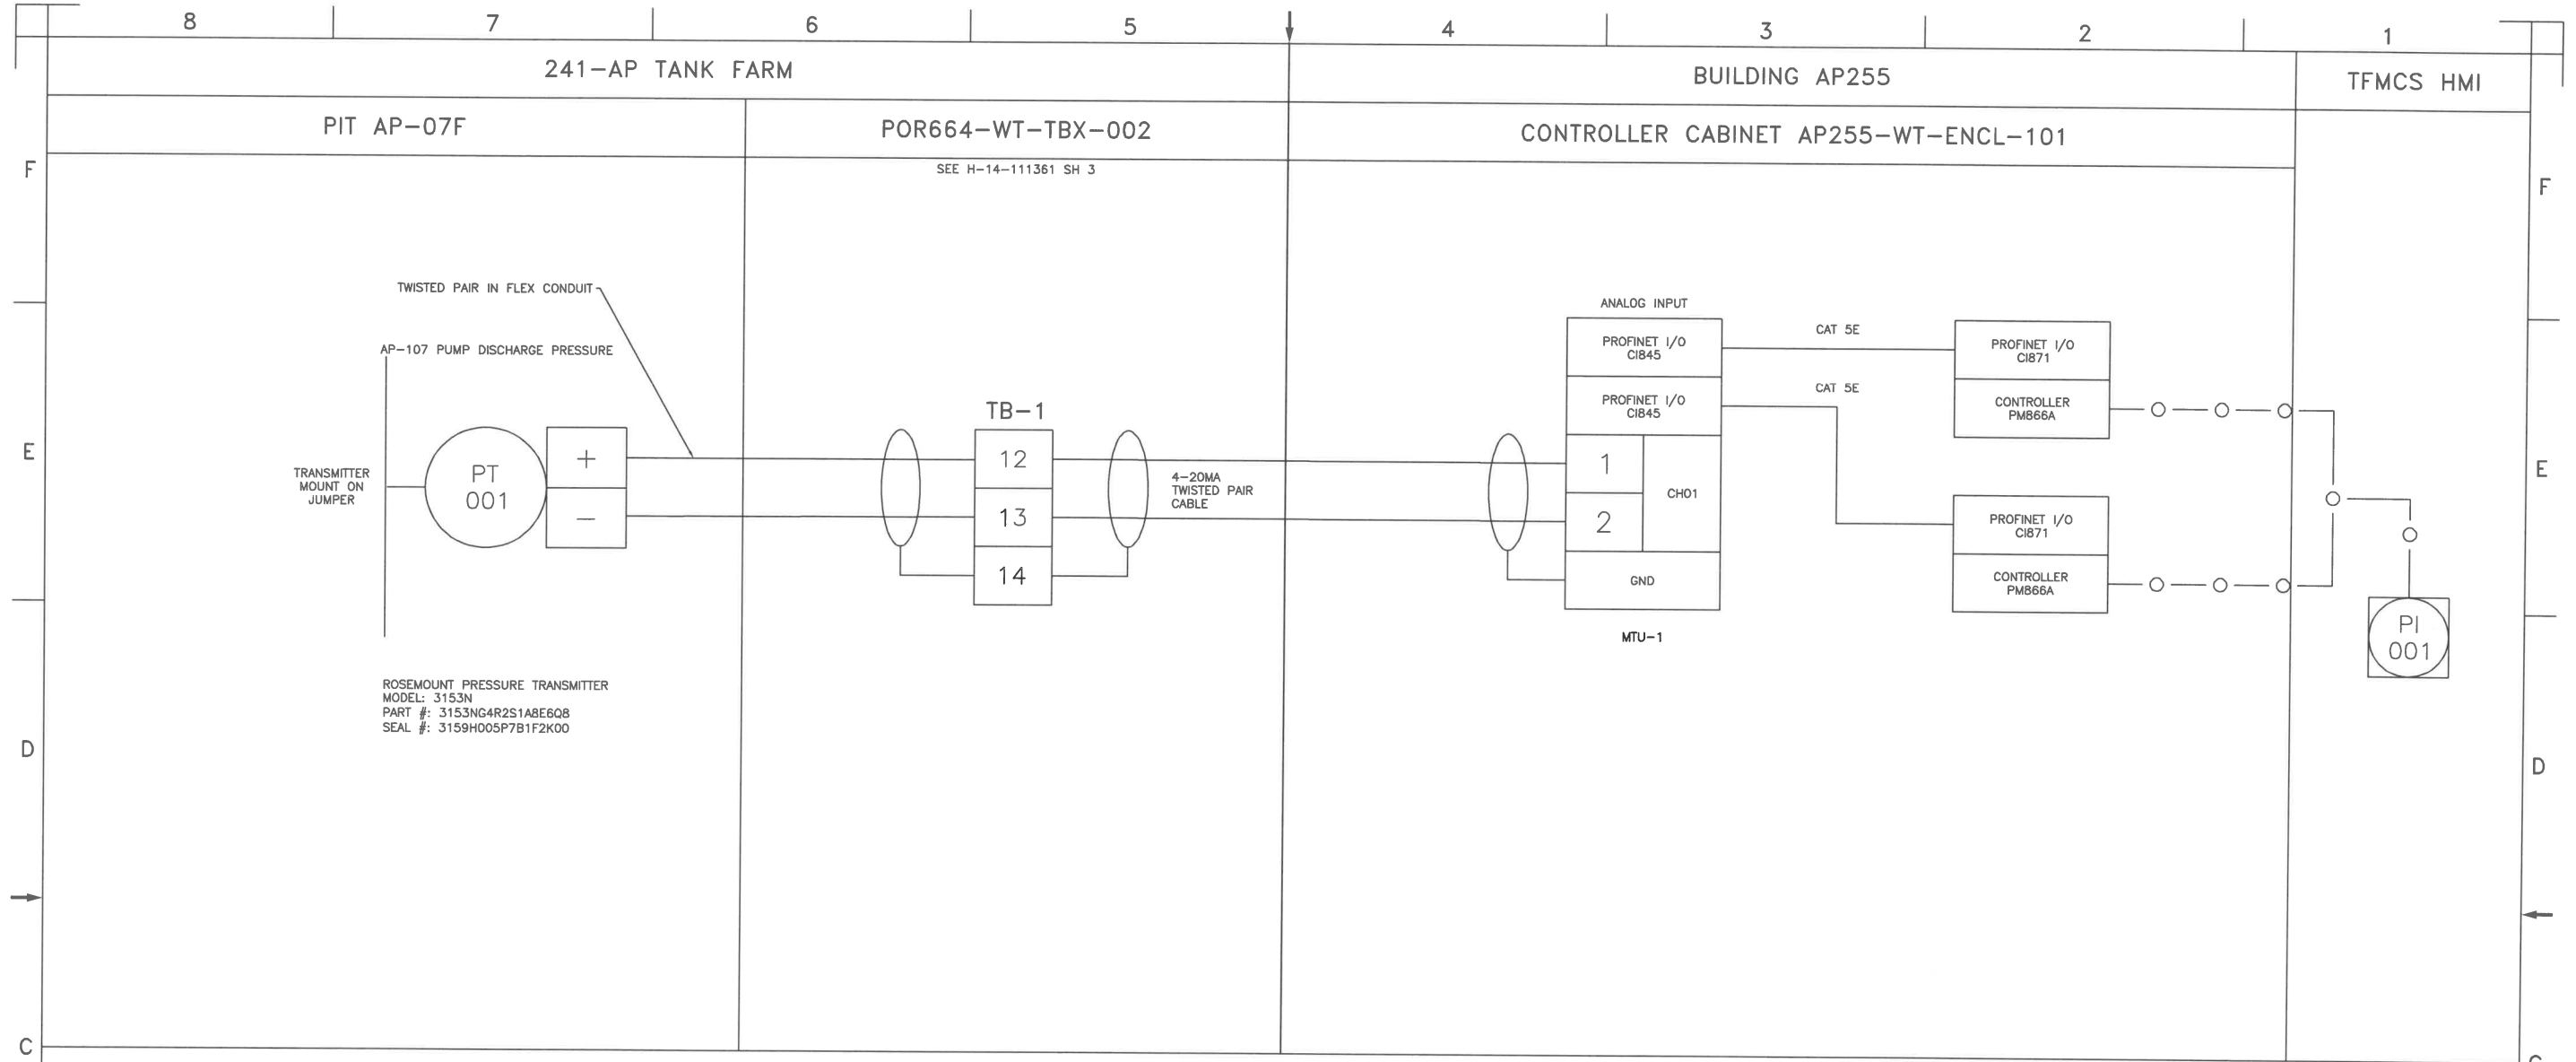 8 7 6 5 4 3 2 1
241-AP TANK FARM
BUILDING AP255
TFMCS HMI
PIT AP-07F
POR664-WT-TBX-002
CONTROLLER CABINET AP255-WT-ENCL-101
SEE H-14-111361 SH 3
F
F
TWISTED PAIR IN FLEX CONDUIT
AP-107 PUMP DISCHARGE PRESSURE
TRANSMITTER
MOUNT ON
JUMPER
PT
001
+
-
TB-1
12
13
14
4-20MA
TWISTED PAIR
CABLE
ANALOG INPUT
PROFINET I/O
CI845
PROFINET I/O
CI845
1
2
CH01
GND
MTU-1
CAT 5E
CAT 5E
PROFINET I/O
CI871
CONTROLLER
PM866A
PROFINET I/O
CI871
CONTROLLER
PM866A
PI
001
E
E
ROSEMOUNT PRESSURE TRANSMITTER
MODEL: 3153N
PART #: 3153NG4R2S1A8E6Q8
SEAL #: 3159H005P7B1F2K00
D
D
C